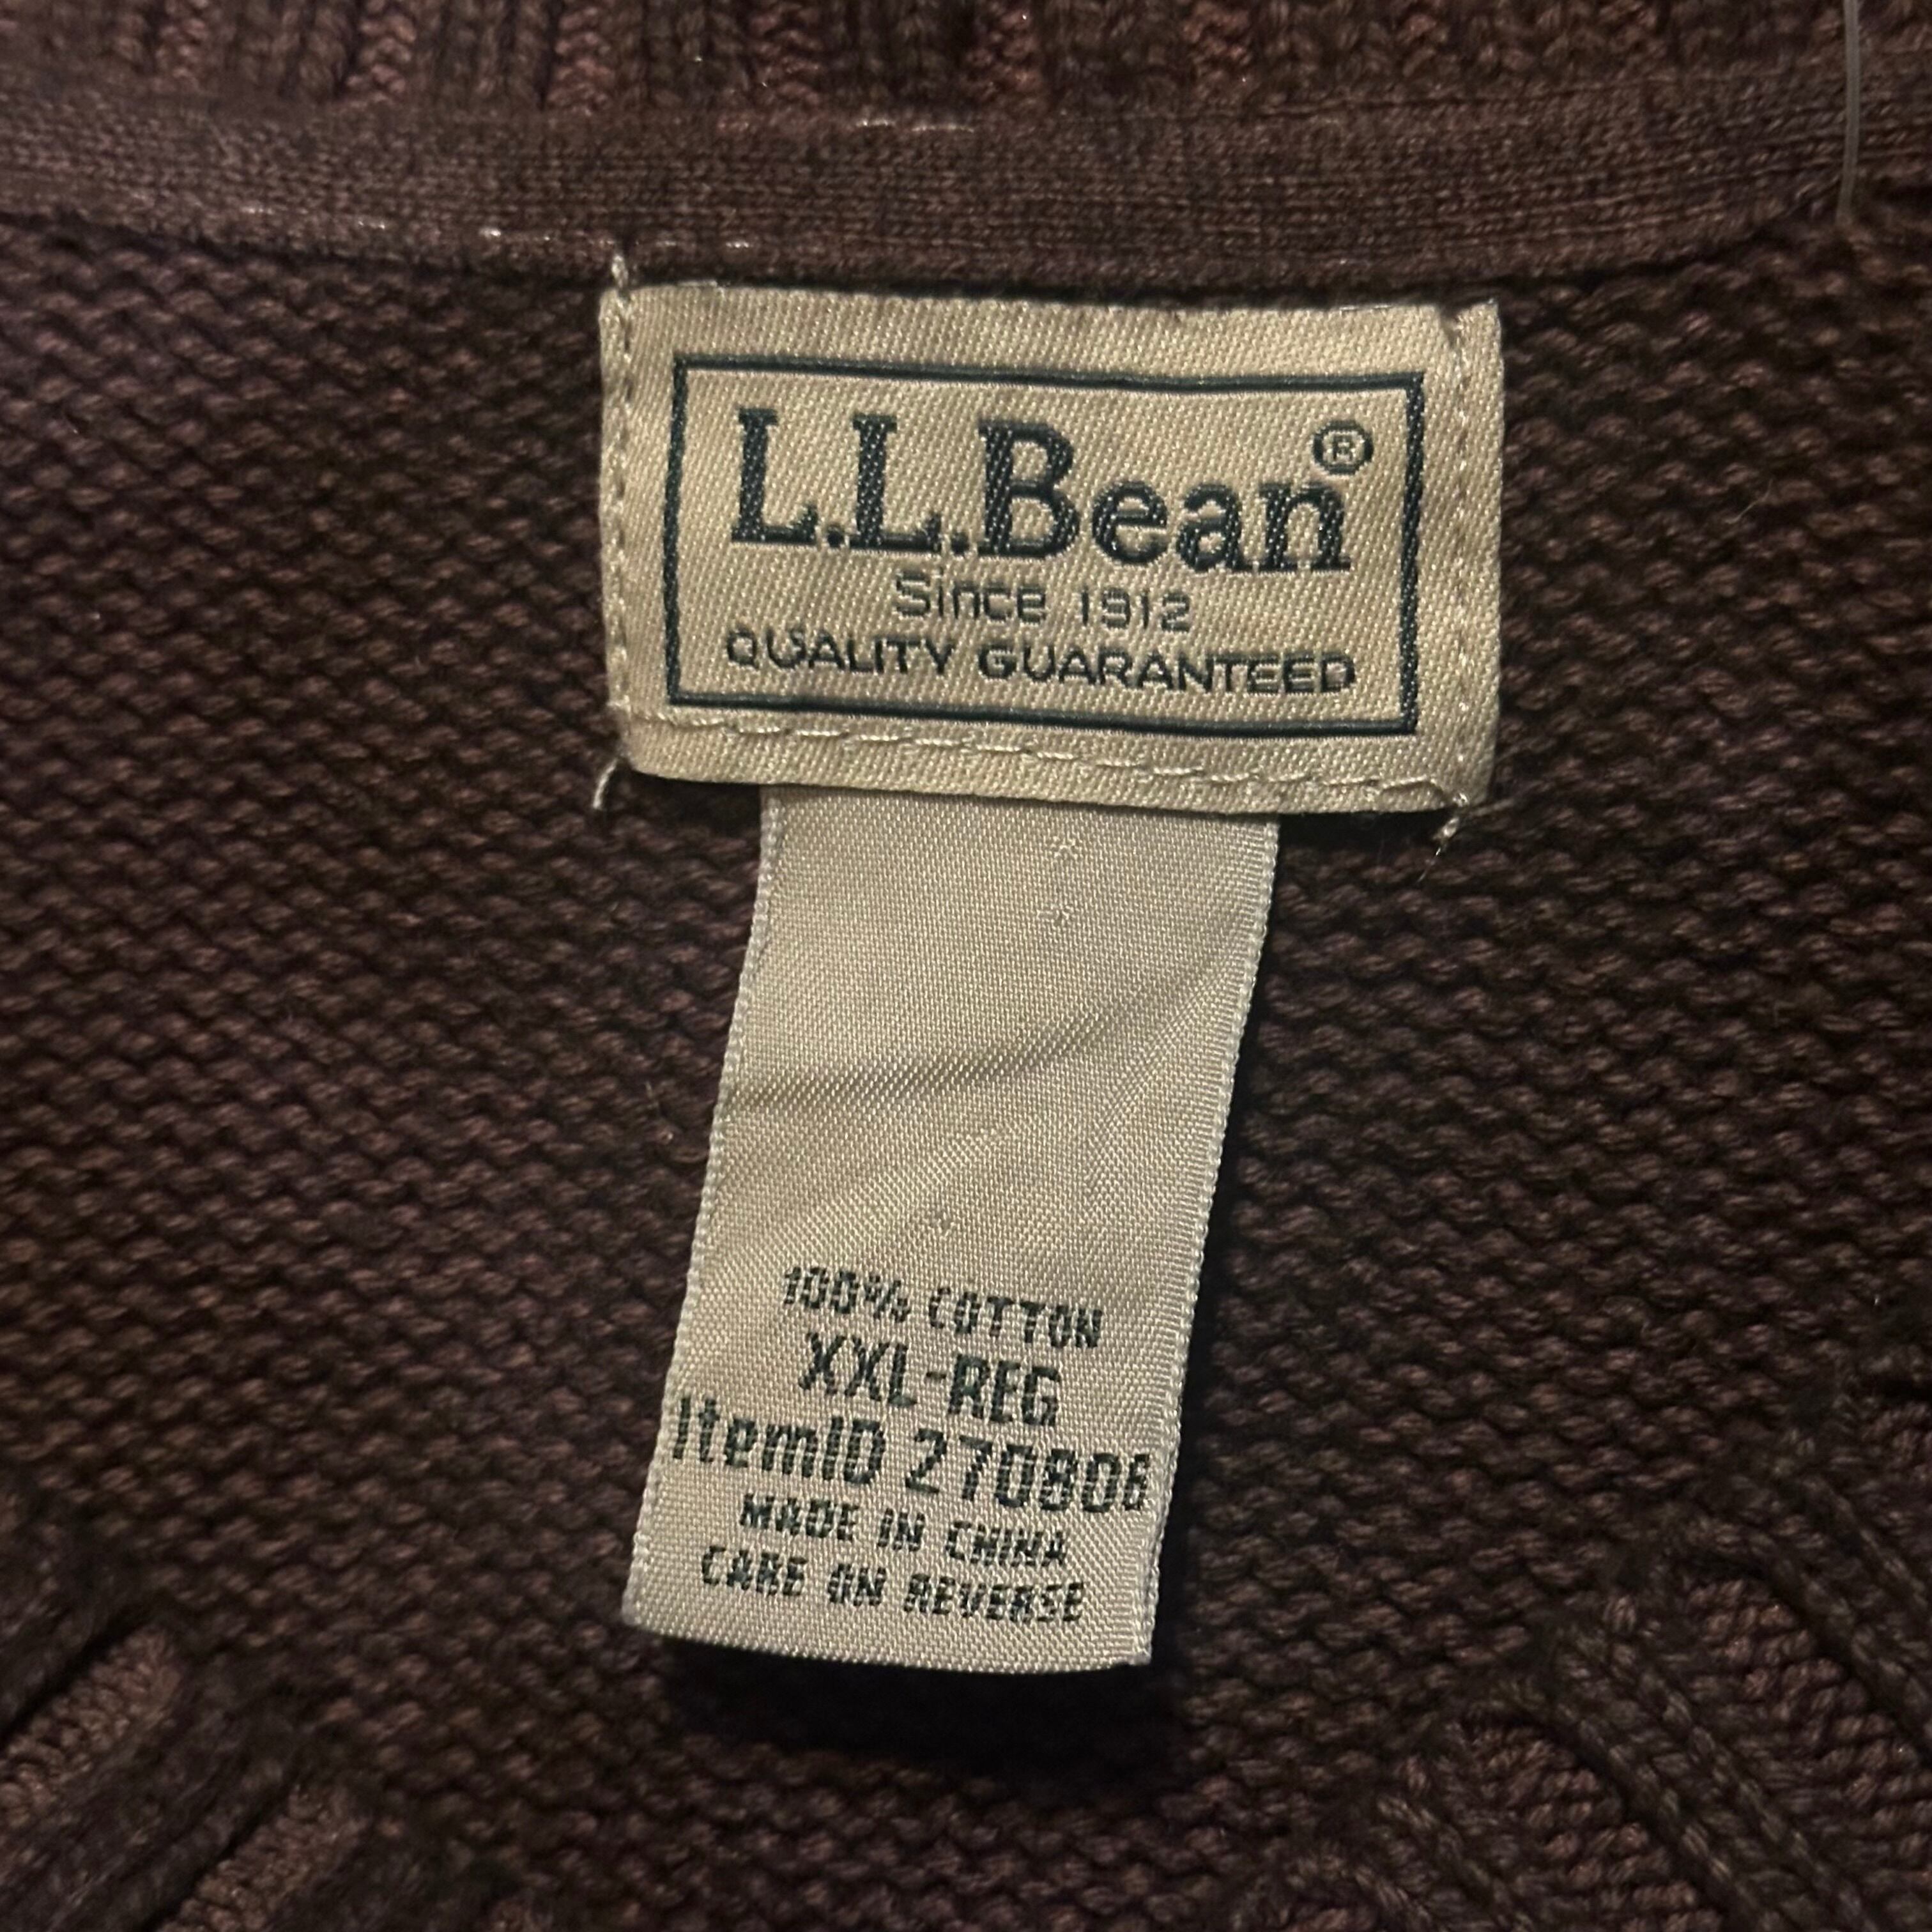 L.L.Bean®
Since 1912
QUALITY GUARANTEED
100% COTTON
XXL-REG
ItemID 270806
MADE IN CHINA
CARE ON REVERSE